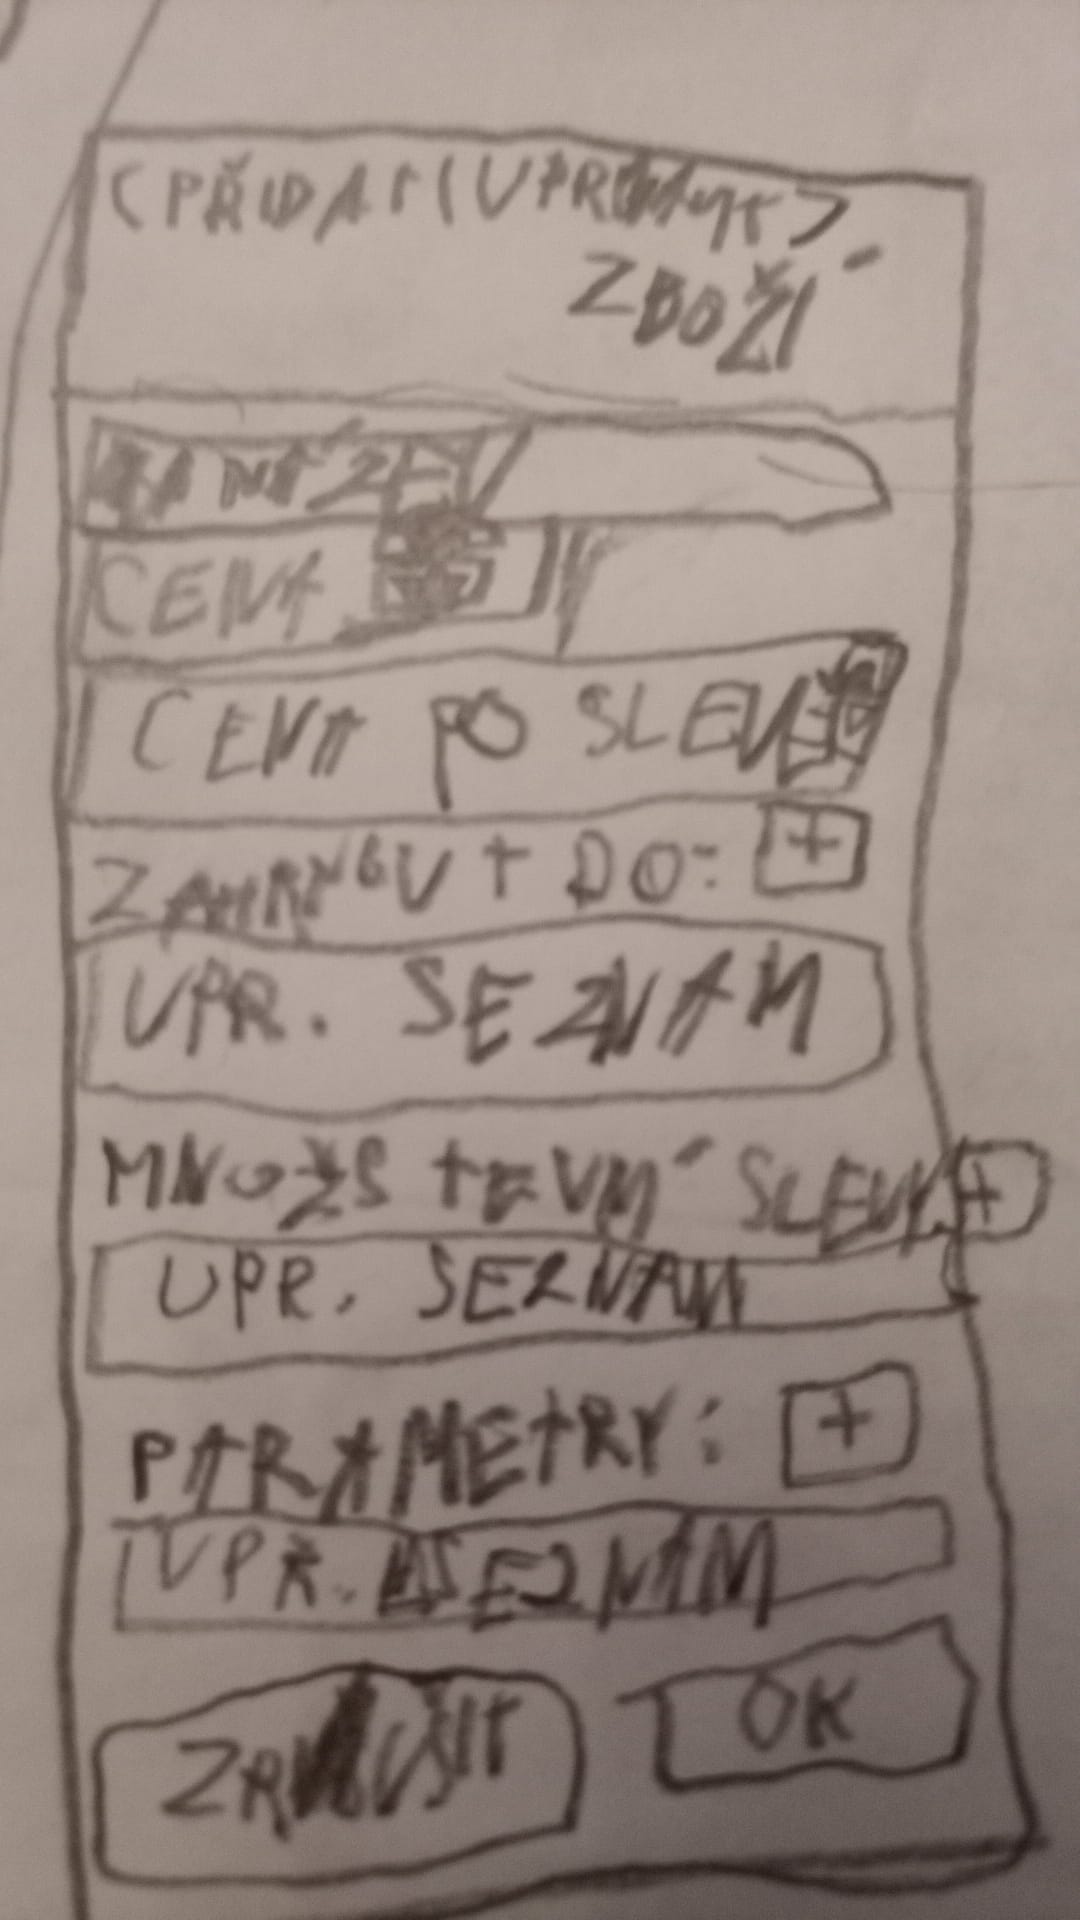 <PŘIDAT(UPRAVIT>
ZBOŽÍ
NÁZEV
CENA
CENA PO SLEVĚ
ZAHRNOUT DO: +
UPR. SEZNAM
MNOŽSTEVNÍ SLEVY +
UPR. SEZNAM
PARAMETRY: +
UPR. SEZNAM
ZRUŠIT OK